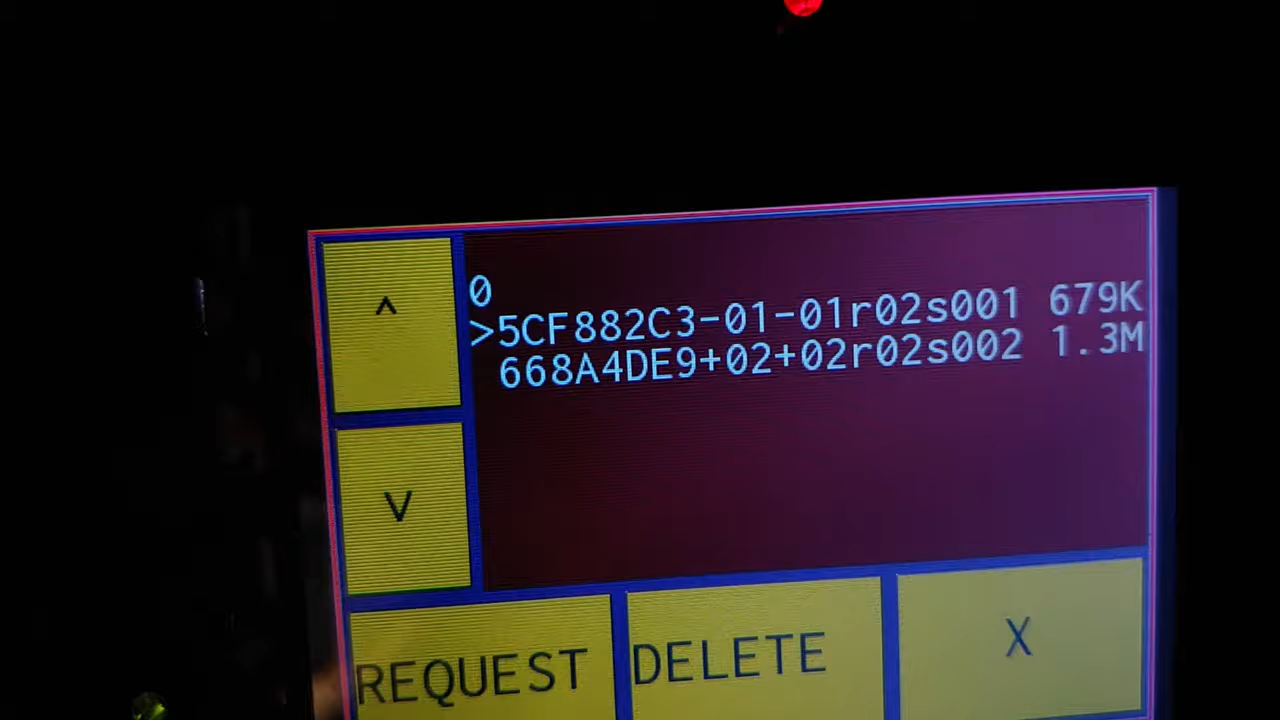 ^
0
>5CF882C3-01-01r02s001 679K
668A4DE9+02+02r02s002 1.3M
V
REQUEST DELETE X